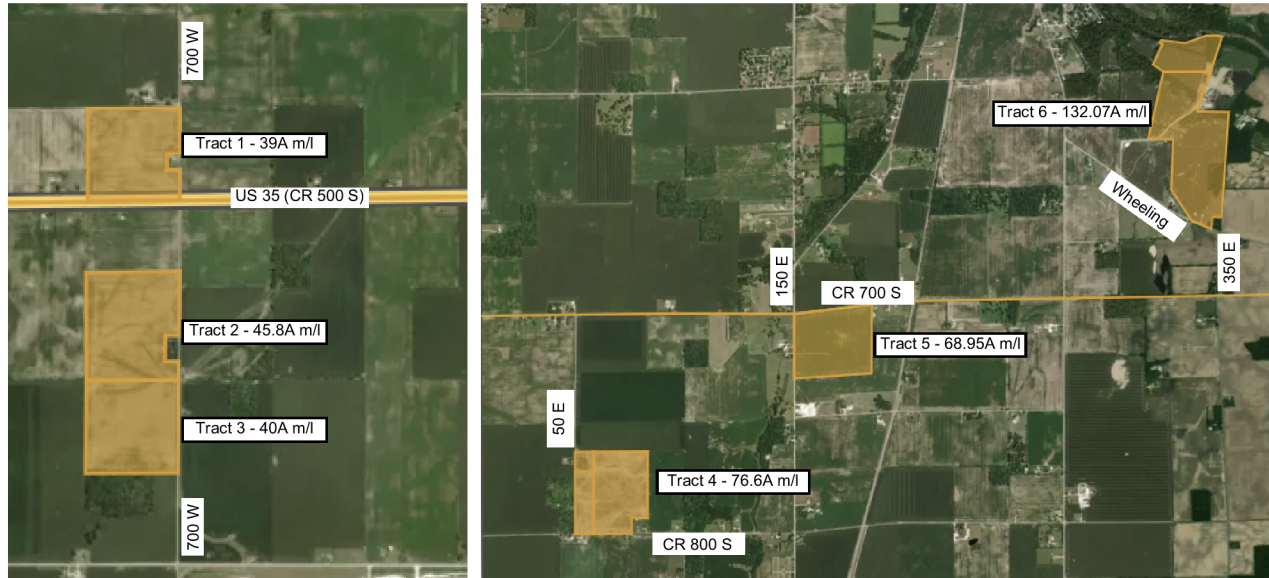 700 W
Tract 1 - 39A m/l
US 35 (CR 500 S)
Tract 2 - 45.8A m/l
Tract 3 - 40A m/l
700 W
Tract 6 - 132.07A m/l
Wheeling
350 E
150 E
CR 700 S
Tract 5 - 68.95A m/l
50 E
Tract 4 - 76.6A m/l
CR 800 S